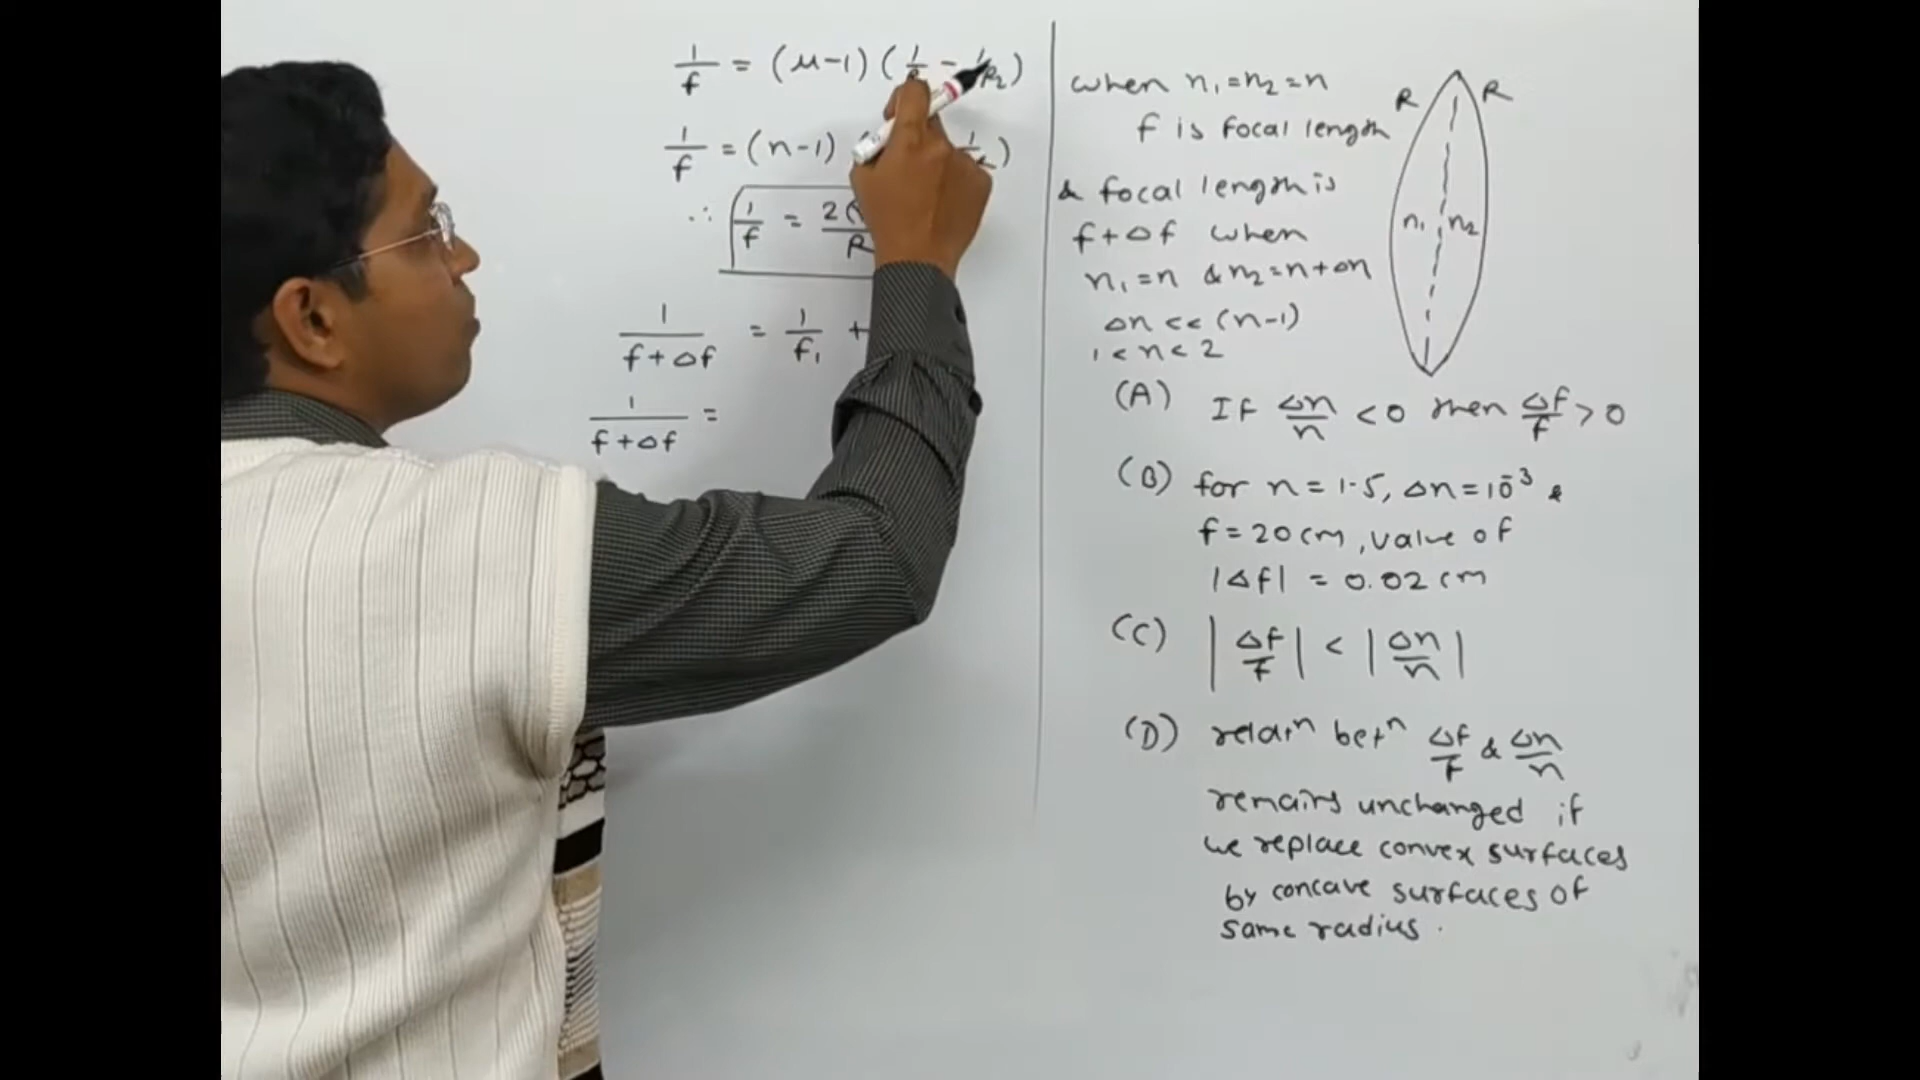 1/f = (μ-1) (1/ - 1/R2)
1/f = (n-1)
∴ 1/f = 2( /R
1/(f+Δf) = 1/f1 +
1/(f+Δf) =
when n1=n2=n
f is focal length
& focal length is
f+Δf when
n1=n & n2=n+Δn
Δn << (n-1)
1<n<2
R R
n1 n2
(A) If Δn/n <0 then Δf/f >0
(B) for n=1.5, Δn=10^-3 &
f=20cm, value of
|Δf| = 0.02 cm
(C) |Δf/f| < |Δn/n|
(D) relatn betn Δf/f & Δn/n
remains unchanged if
we replace convex surfaces
by concave surfaces of
same radius.